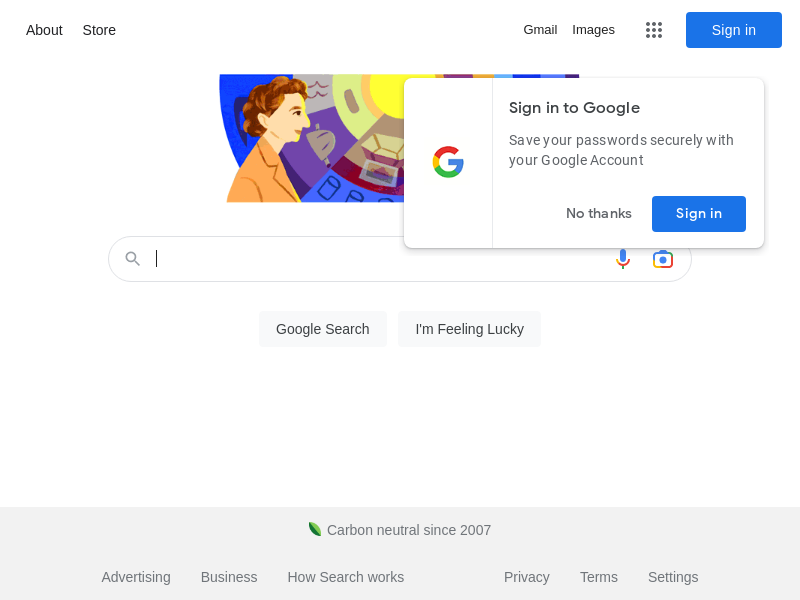 About Store Gmail Images Sign in
Sign in to Google
Save your passwords securely with
your Google Account
No thanks Sign in
Google Search I'm Feeling Lucky
Carbon neutral since 2007
Advertising Business How Search works Privacy Terms Settings